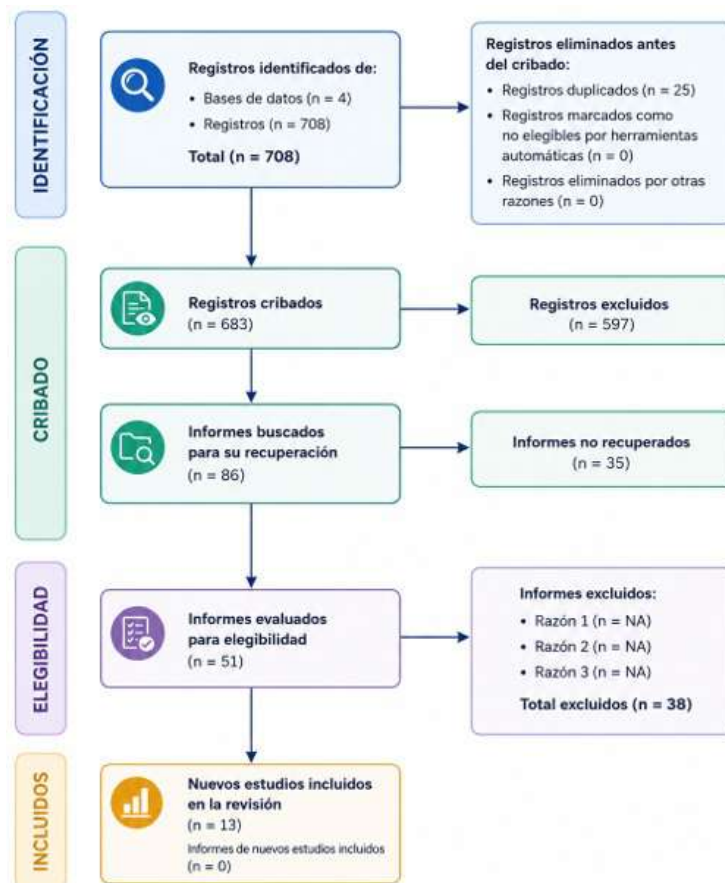 IDENTIFICACIÓN
Registros identificados de:
• Bases de datos (n = 4)
• Registros (n = 708)
Total (n = 708)
Registros eliminados antes
del cribado:
• Registros duplicados (n = 25)
• Registros marcados como
no elegibles por herramientas
automáticas (n = 0)
• Registros eliminados por otras
razones (n = 0)
CRIBADO
Registros cribados
(n = 683)
Registros excluidos
(n = 597)
Informes buscados
para su recuperación
(n = 86)
Informes no recuperados
(n = 35)
ELEGIBILIDAD
Informes evaluados
para elegibilidad
(n = 51)
Informes excluidos:
• Razón 1 (n = NA)
• Razón 2 (n = NA)
• Razón 3 (n = NA)
Total excluidos (n = 38)
INCLUIDOS
Nuevos estudios incluidos
en la revisión
(n = 13)
Informes de nuevos estudios incluidos
(n = 0)